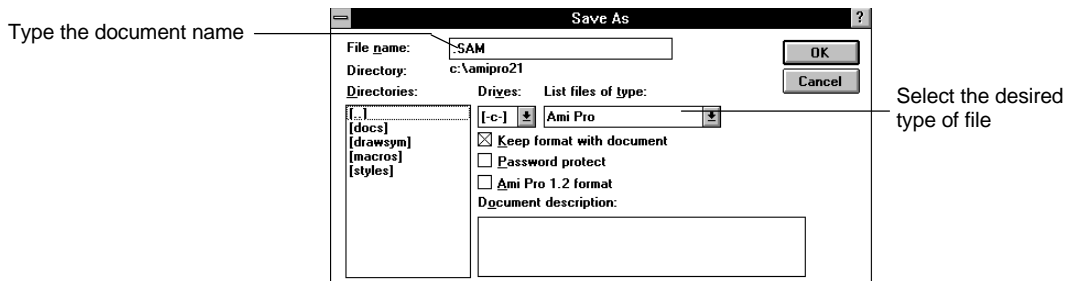 Save As
?
Type the document name
File name:
.SAM
OK
Directory:
c:\amipro21
Cancel
Directories:
Drives:
List files of type:
Select the desired
type of file
[..]
[docs]
[drawsym]
[macros]
[styles]
[-c-]
Ami Pro
Keep format with document
Password protect
Ami Pro 1.2 format
Document description: